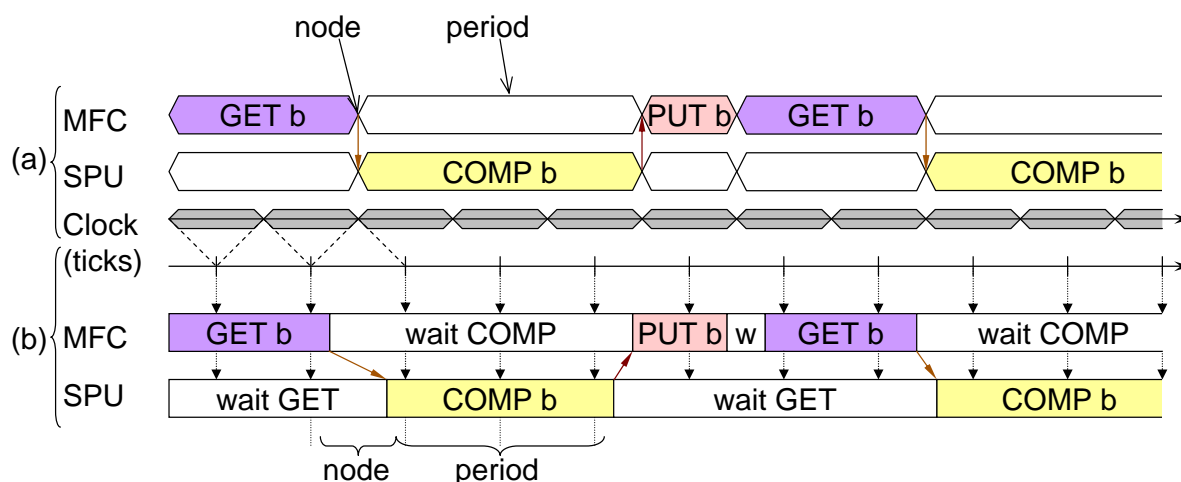 node period
MFC GET b PUT b GET b
(a)
SPU COMP b COMP b
Clock
(ticks)
MFC GET b wait COMP PUT b w GET b wait COMP
(b)
SPU wait GET COMP b wait GET COMP b
node period